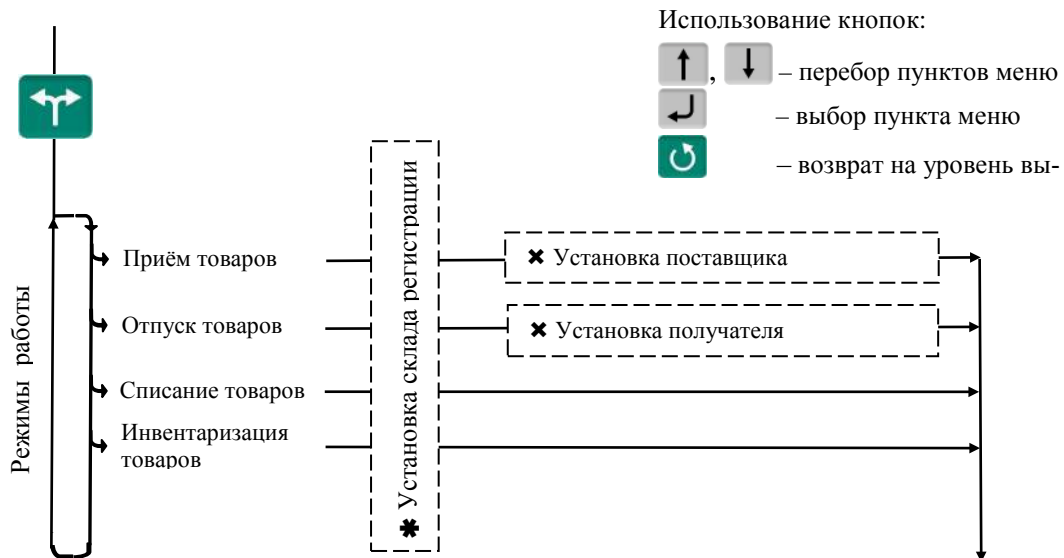 Использование кнопок:
, – перебор пунктов меню
– выбор пункта меню
– возврат на уровень вы-
Режимы работы
Приём товаров
Отпуск товаров
Списание товаров
Инвентаризация
товаров
✱ Установка склада регистрации
✖ Установка поставщика
✖ Установка получателя